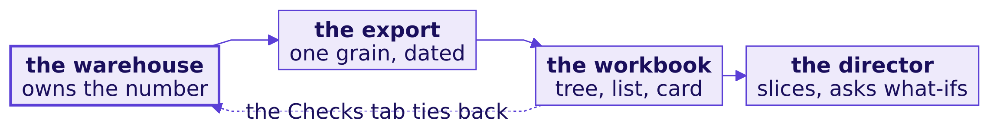 the warehouse
owns the number
the export
one grain, dated
the workbook
tree, list, card
the director
slices, asks what-ifs
the Checks tab ties back